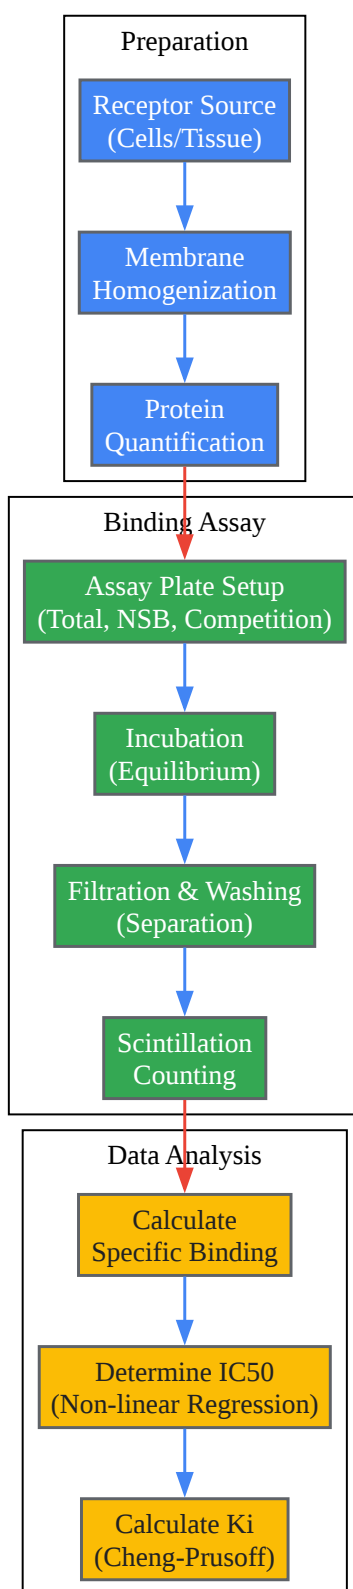 Preparation
Receptor Source
(Cells/Tissue)
Membrane
Homogenization
Protein
Quantification
Binding Assay
Assay Plate Setup
(Total, NSB, Competition)
Incubation
(Equilibrium)
Filtration & Washing
(Separation)
Scintillation
Counting
Data Analysis
Calculate
Specific Binding
Determine IC50
(Non-linear Regression)
Calculate Ki
(Cheng-Prusoff)